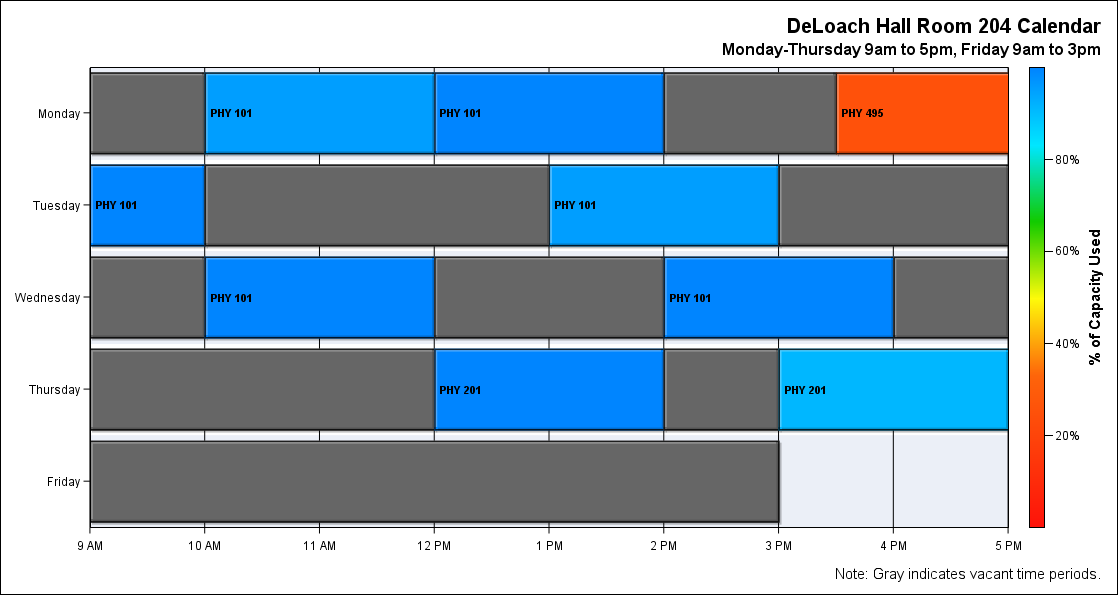 DeLoach Hall Room 204 Calendar
Monday-Thursday 9am to 5pm, Friday 9am to 3pm
Monday
PHY 101
PHY 101
PHY 495
Tuesday
PHY 101
PHY 101
Wednesday
PHY 101
PHY 101
Thursday
PHY 201
PHY 201
Friday
9 AM
10 AM
11 AM
12 PM
1 PM
2 PM
3 PM
4 PM
5 PM
80%
60%
40%
20%
% of Capacity Used
Note: Gray indicates vacant time periods.